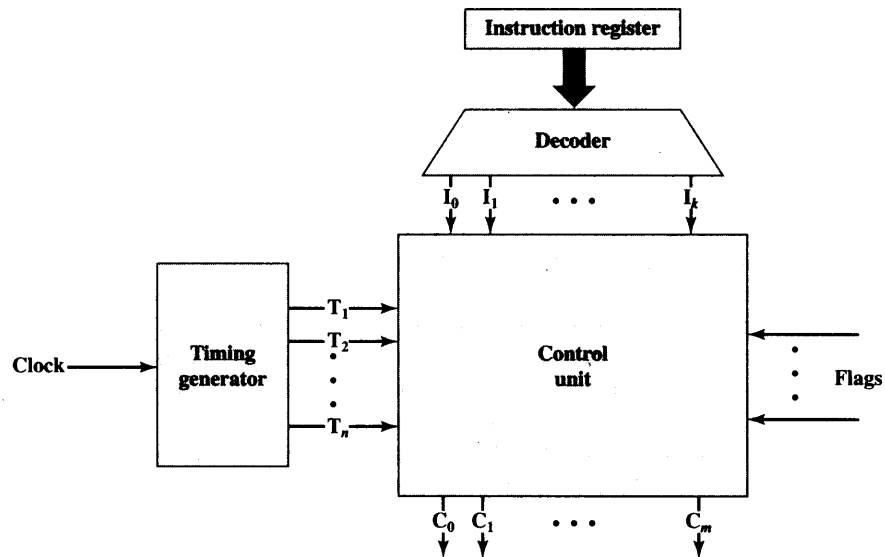 Instruction register
Decoder
I0 I1 Ik
T1
T2
Tn
Clock
Timing
generator
Control
unit
Flags
C0 C1 Cm